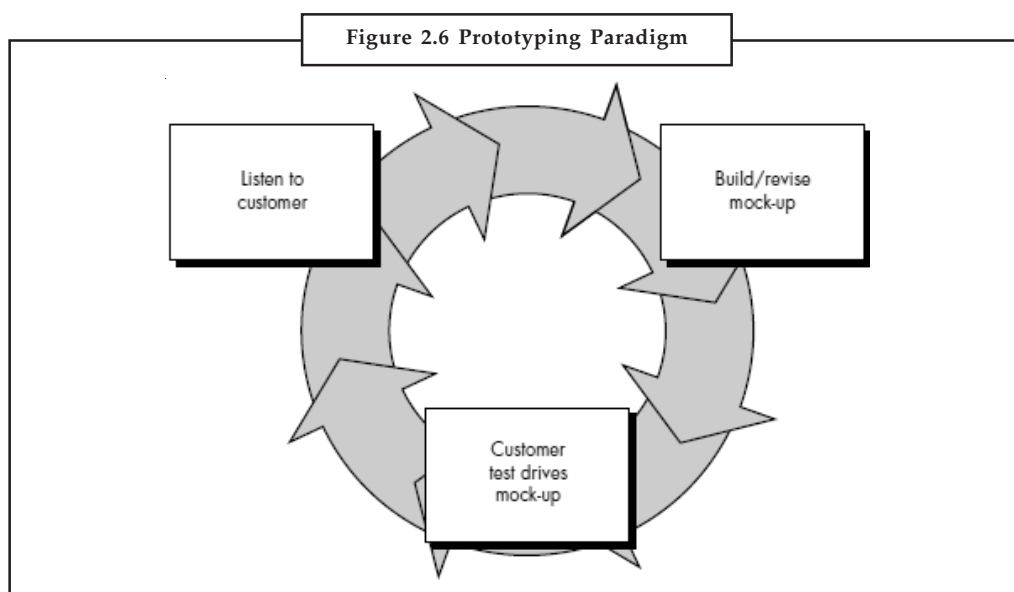 Figure 2.6 Prototyping Paradigm
Listen to
customer
Build/revise
mock-up
Customer
test drives
mock-up